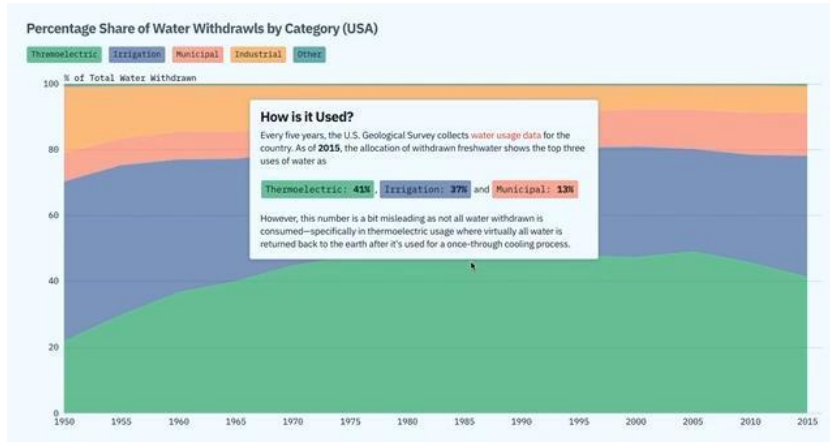 Percentage Share of Water Withdrawls by Category (USA)
Thremoelectric Irrigation Municipal Industrial Other
% of Total Water Withdrawn
100
80
60
40
20
0
How is it Used?
Every five years, the U.S. Geological Survey collects water usage data for the
country. As of 2015, the allocation of withdrawn freshwater shows the top three
uses of water as
Thermoelectric: 41% , Irrigation: 37% and Municipal: 13%
However, this number is a bit misleading as not all water withdrawn is
consumed—specifically in thermoelectric usage where virtually all water is
returned back to the earth after it's used for a once-through cooling process.
1950 1955 1960 1965 1970 1975 1980 1985 1990 1995 2000 2005 2010 2015